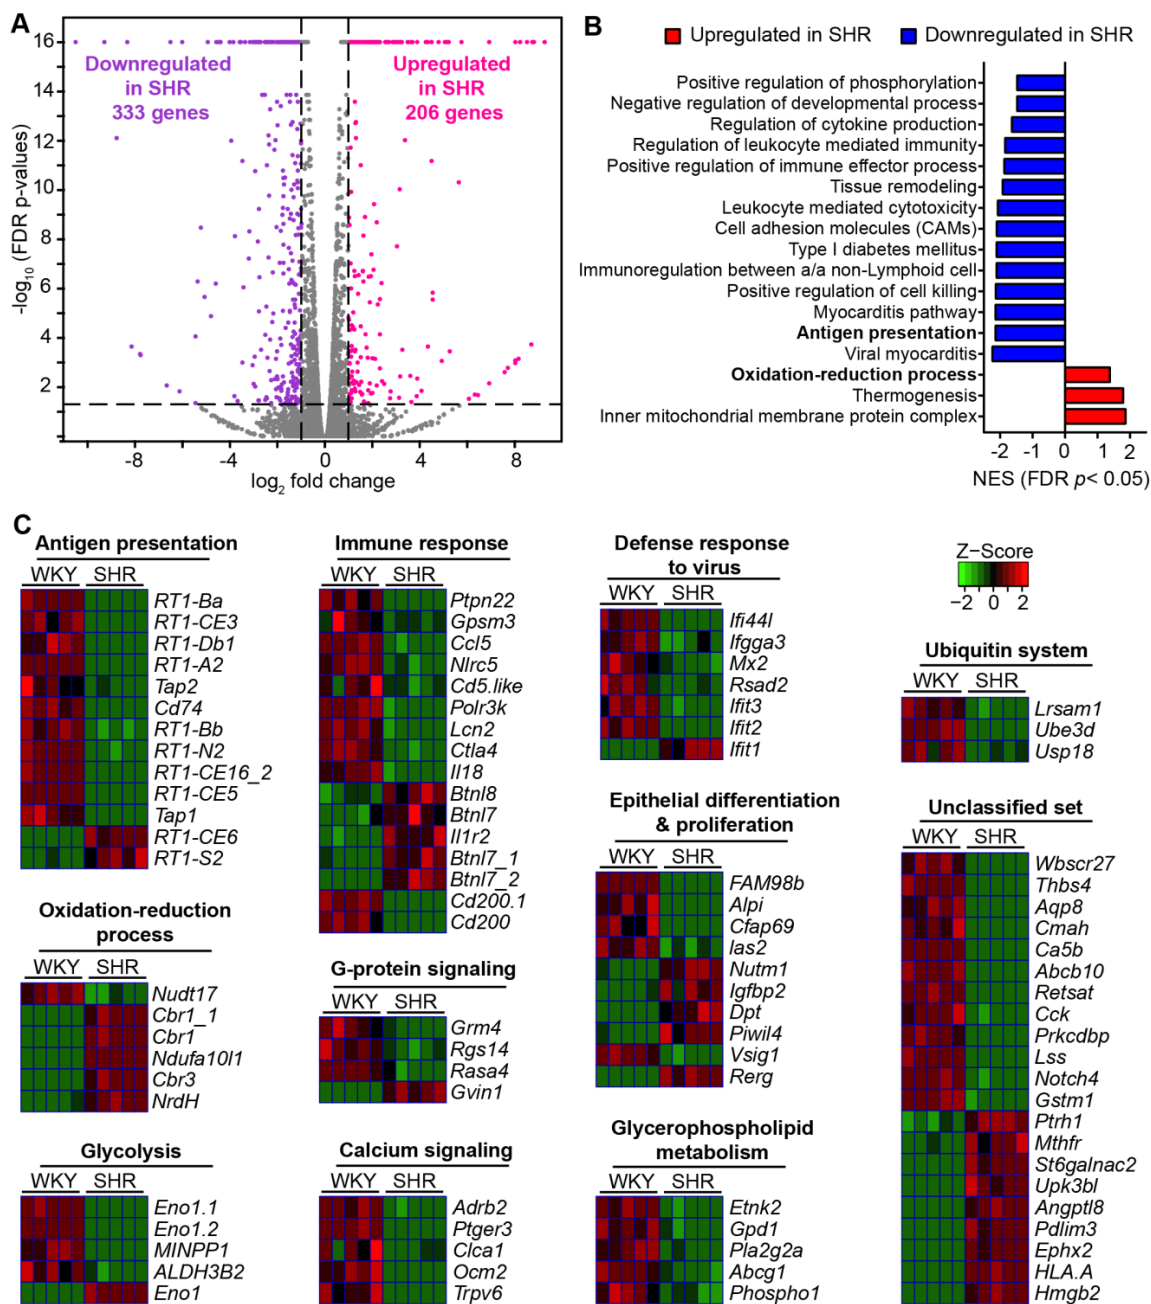 A
16
14
12
10
8
6
4
2
-log10 (FDR p-values)
Downregulated
in SHR
333 genes
Upregulated
in SHR
206 genes
-8
-4
0
4
8
log2 fold change
B
Upregulated in SHR
Downregulated in SHR
Positive regulation of phosphorylation
Negative regulation of developmental process
Regulation of cytokine production
Regulation of leukocyte mediated immunity
Positive regulation of immune effector process
Tissue remodeling
Leukocyte mediated cytotoxicity
Cell adhesion molecules (CAMs)
Type I diabetes mellitus
Immunoregulation between a/a non-Lymphoid cell
Positive regulation of cell killing
Myocarditis pathway
Antigen presentation
Viral myocarditis
Oxidation-reduction process
Thermogenesis
Inner mitochondrial membrane protein complex
-2 -1 0 1 2
NES (FDR p< 0.05)
C
Antigen presentation
WKY SHR
RT1-Ba
RT1-CE3
RT1-Db1
RT1-A2
Tap2
Cd74
RT1-Bb
RT1-N2
RT1-CE16_2
RT1-CE5
Tap1
RT1-CE6
RT1-S2
Oxidation-reduction
process
WKY SHR
Nudt17
Cbr1_1
Cbr1
Ndufa10l1
Cbr3
NrdH
Glycolysis
WKY SHR
Eno1.1
Eno1.2
MINPP1
ALDH3B2
Eno1
Immune response
WKY SHR
Ptpn22
Gpsm3
Ccl5
Nlrc5
Cd5.like
Polr3k
Lcn2
Ctla4
Il18
Btnl8
Btnl7
Il1r2
Btnl7_1
Btnl7_2
Cd200.1
Cd200
G-protein signaling
WKY SHR
Grm4
Rgs14
Rasa4
Gvin1
Calcium signaling
WKY SHR
Adrb2
Ptger3
Clca1
Ocm2
Trpv6
Defense response
to virus
WKY SHR
Ifi44l
Ifgga3
Mx2
Rsad2
Ifit3
Ifit2
Ifit1
Epithelial differentiation
& proliferation
WKY SHR
FAM98b
Alpi
Cfap69
las2
Nutm1
Igfbp2
Dpt
Piwil4
Vsig1
Rerg
Glycerophospholipid
metabolism
WKY SHR
Etnk2
Gpd1
Pla2g2a
Abcg1
Phospho1
Z−Score
−2 0 2
Ubiquitin system
WKY SHR
Lrsam1
Ube3d
Usp18
Unclassified set
WKY SHR
Wbscr27
Thbs4
Aqp8
Cmah
Ca5b
Abcb10
Retsat
Cck
Prkcdbp
Lss
Notch4
Gstm1
Ptrh1
Mthfr
St6galnac2
Upk3bl
Angptl8
Pdlim3
Ephx2
HLA.A
Hmgb2